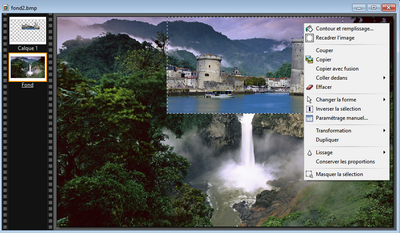 fond2.bmp
Calque 1
Fond
Contour et remplissage...
Recadrer l'image
Couper
Copier
Copier avec fusion
Coller dedans
Effacer
Changer la forme
Inverser la sélection
Paramétrage manuel...
Transformation
Dupliquer
Lissage
Conserver les proportions
Masquer la sélection